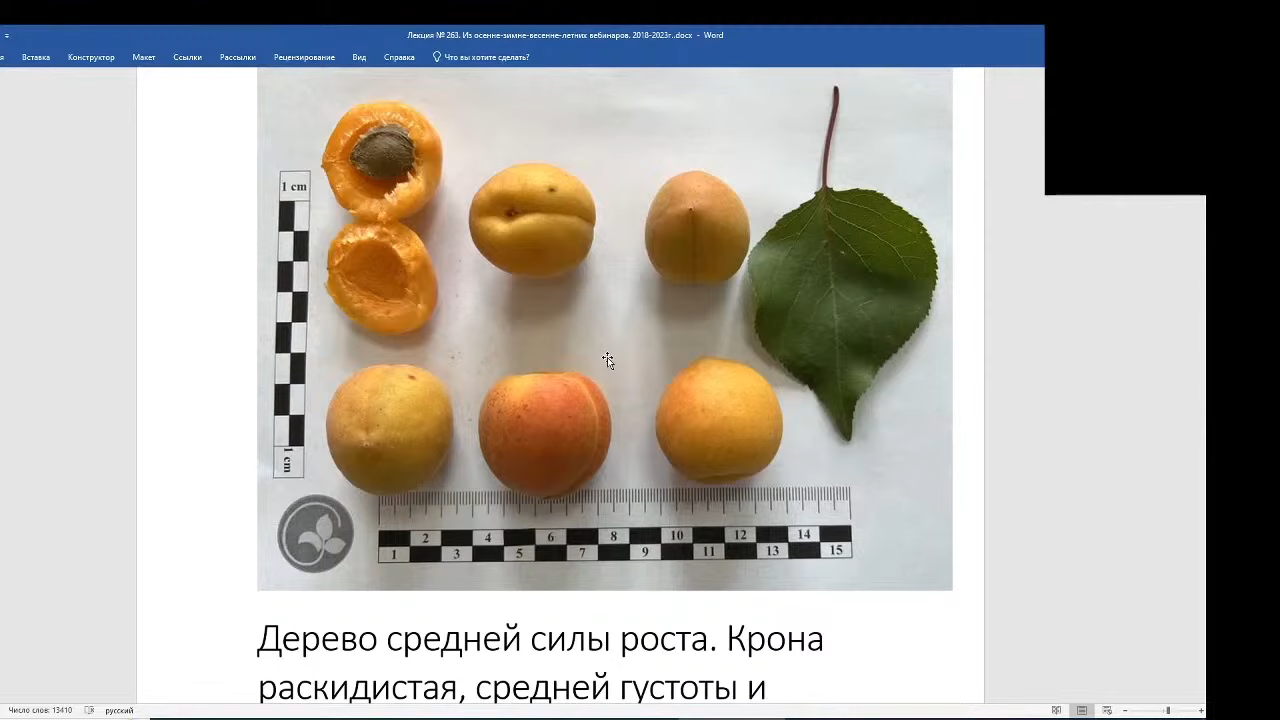 Лекция № 263. Из осенне-зимне-весенне-летних вебинаров. 2018-2023г..docx - Word
Вставка Конструктор Макет Ссылки Рассылки Рецензирование Вид Справка Что вы хотите сделать?
1 cm
1 cm
2 4 6 8 10 12 14
1 3 5 7 9 11 13 15
Дерево средней силы роста. Крона
раскидистая, средней густоты и
Число слов: 13410 русский